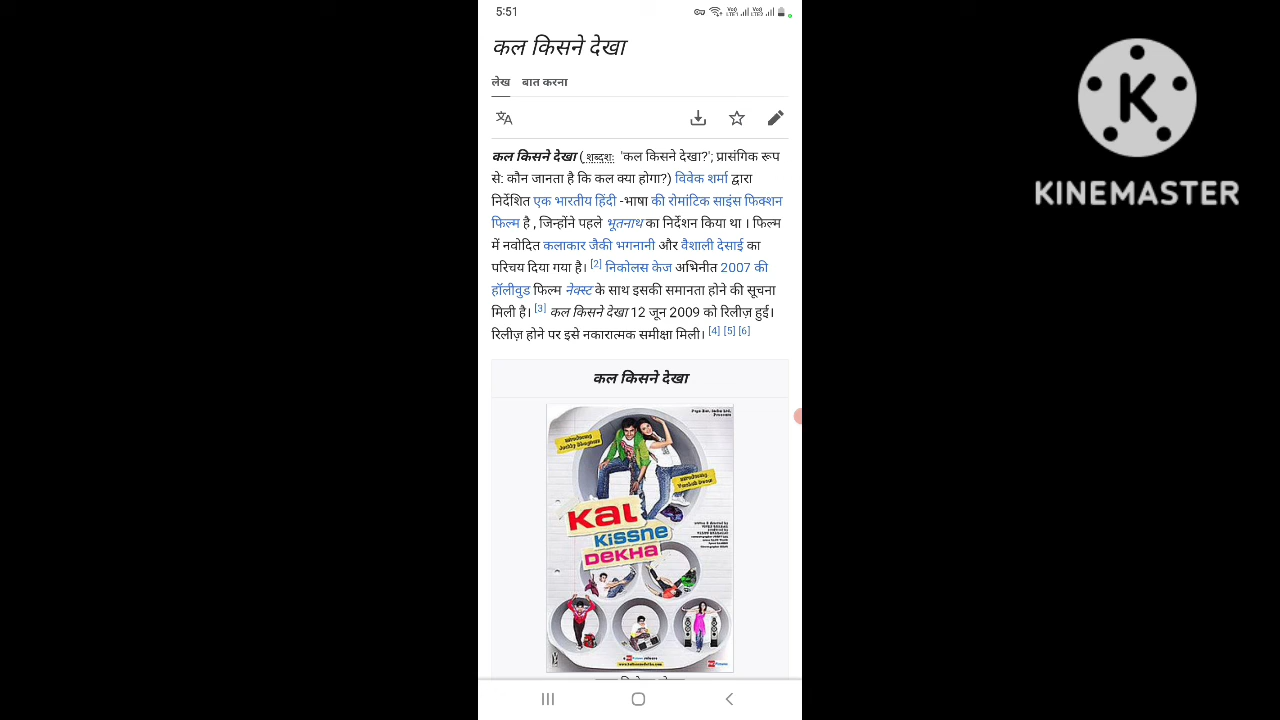 5:51
कल किसने देखा
लेख बात करना
कल किसने देखा ( शब्दशः 'कल किसने देखा?'; प्रासंगिक रूप
से: कौन जानता है कि कल क्या होगा?) विवेक शर्मा द्वारा
निर्देशित एक भारतीय हिंदी -भाषा की रोमांटिक साइंस फिक्शन
फिल्म है , जिन्होंने पहले भूतनाथ का निर्देशन किया था । फिल्म
में नवोदित कलाकार जैकी भगनानी और वैशाली देसाई का
परिचय दिया गया है। [2] निकोलस केज अभिनीत 2007 की
हॉलीवुड फिल्म नेक्स्ट के साथ इसकी समानता होने की सूचना
मिली है। [3] कल किसने देखा 12 जून 2009 को रिलीज़ हुई।
रिलीज़ होने पर इसे नकारात्मक समीक्षा मिली। [4] [5] [6]
कल किसने देखा
Kal
Kissne
Dekha
KINEMASTER